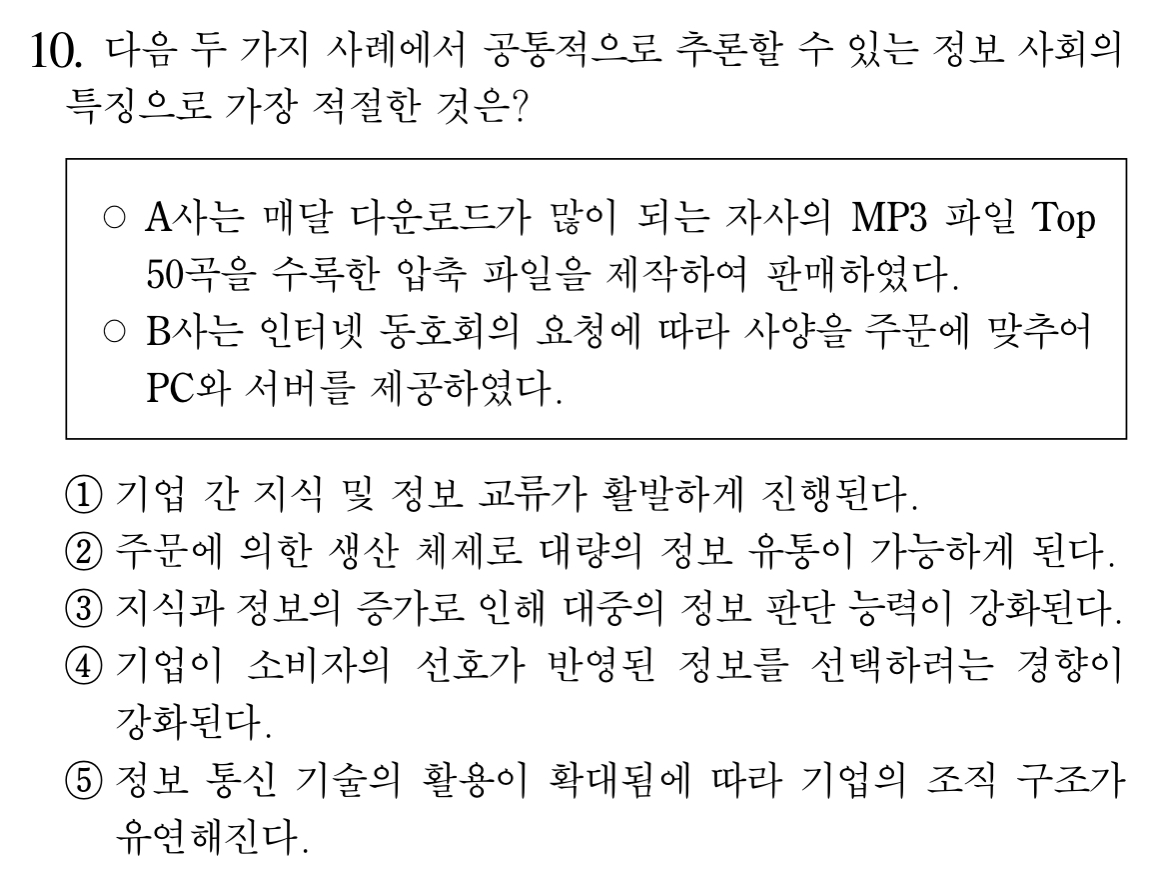 10. 다음 두 가지 사례에서 공통적으로 추론할 수 있는 정보 사회의
특징으로 가장 적절한 것은?
○ A사는 매달 다운로드가 많이 되는 자사의 MP3 파일 Top
50곡을 수록한 압축 파일을 제작하여 판매하였다.
○ B사는 인터넷 동호회의 요청에 따라 사양을 주문에 맞추어
PC와 서버를 제공하였다.
① 기업 간 지식 및 정보 교류가 활발하게 진행된다.
② 주문에 의한 생산 체제로 대량의 정보 유통이 가능하게 된다.
③ 지식과 정보의 증가로 인해 대중의 정보 판단 능력이 강화된다.
④ 기업이 소비자의 선호가 반영된 정보를 선택하려는 경향이
강화된다.
⑤ 정보 통신 기술의 활용이 확대됨에 따라 기업의 조직 구조가
유연해진다.